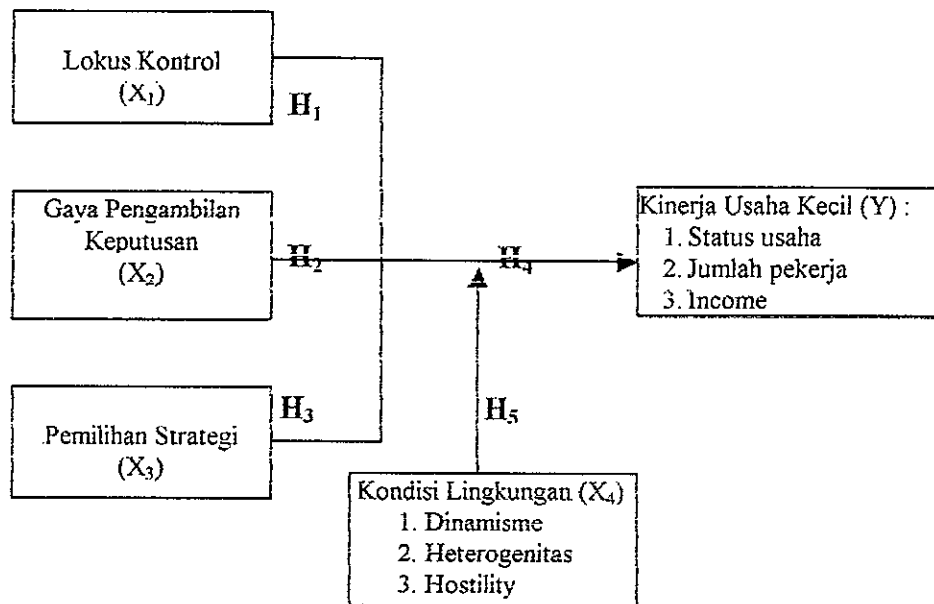 Lokus Kontrol
(X₁)
H₁
Gaya Pengambilan
Keputusan
(X₂)
H₂
H₄
Kinerja Usaha Kecil (Y) :
1. Status usaha
2. Jumlah pekerja
3. Income
Pemilihan Strategi
(X₃)
H₃
H₅
Kondisi Lingkungan (X₄)
1. Dinamisme
2. Heterogenitas
3. Hostility